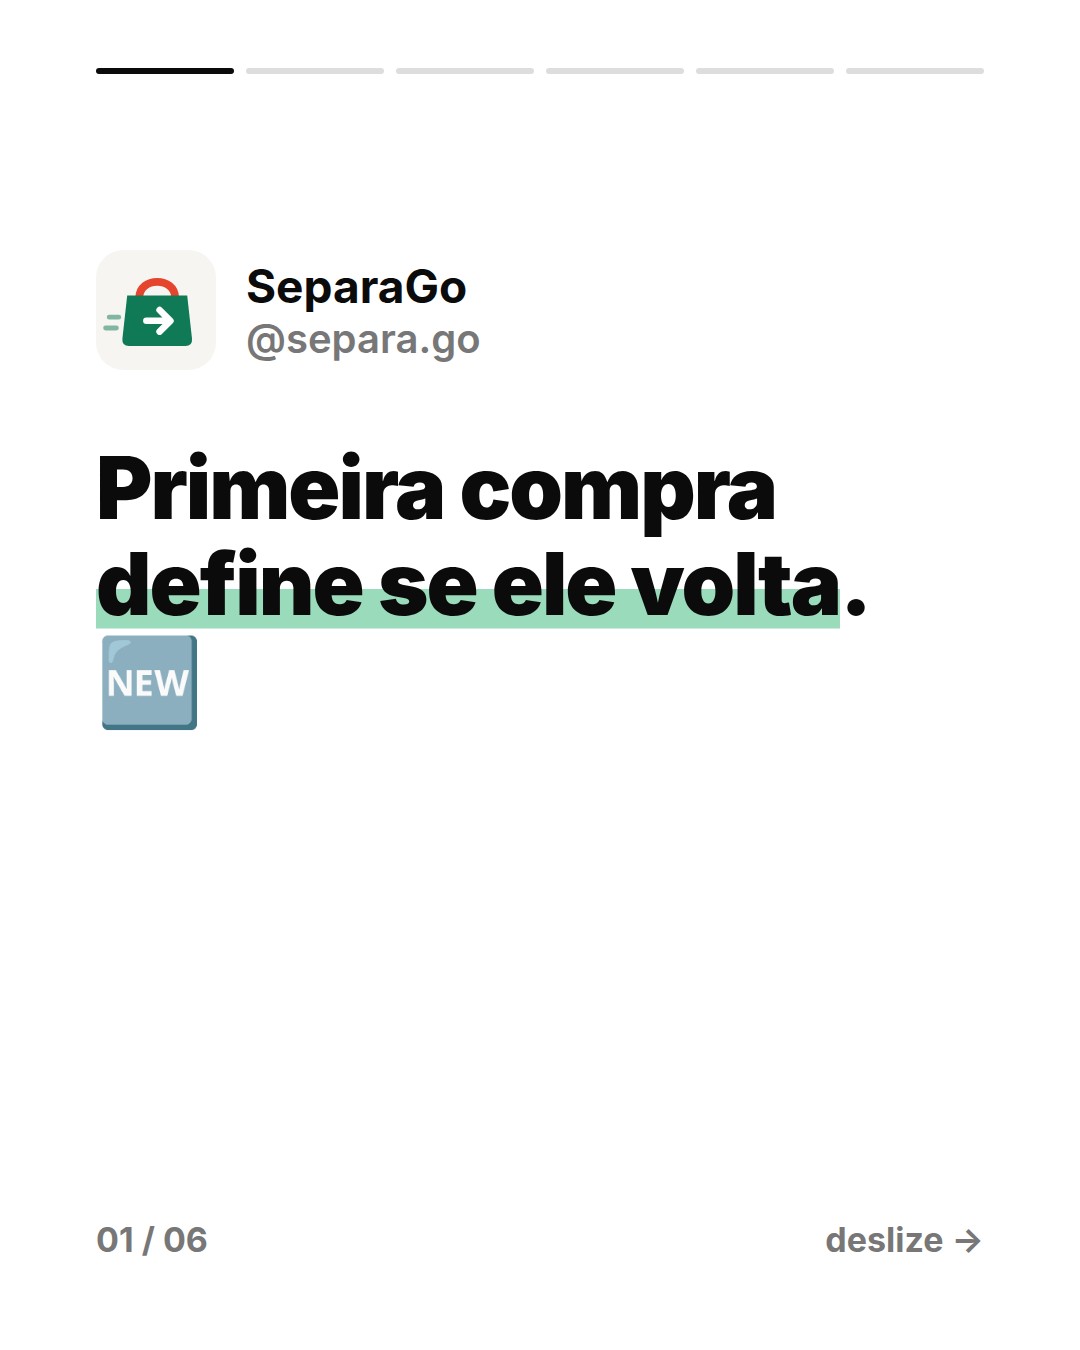 SeparaGo
@separa.go
Primeira compra
define se ele volta.
NEW
01 / 06
deslize →